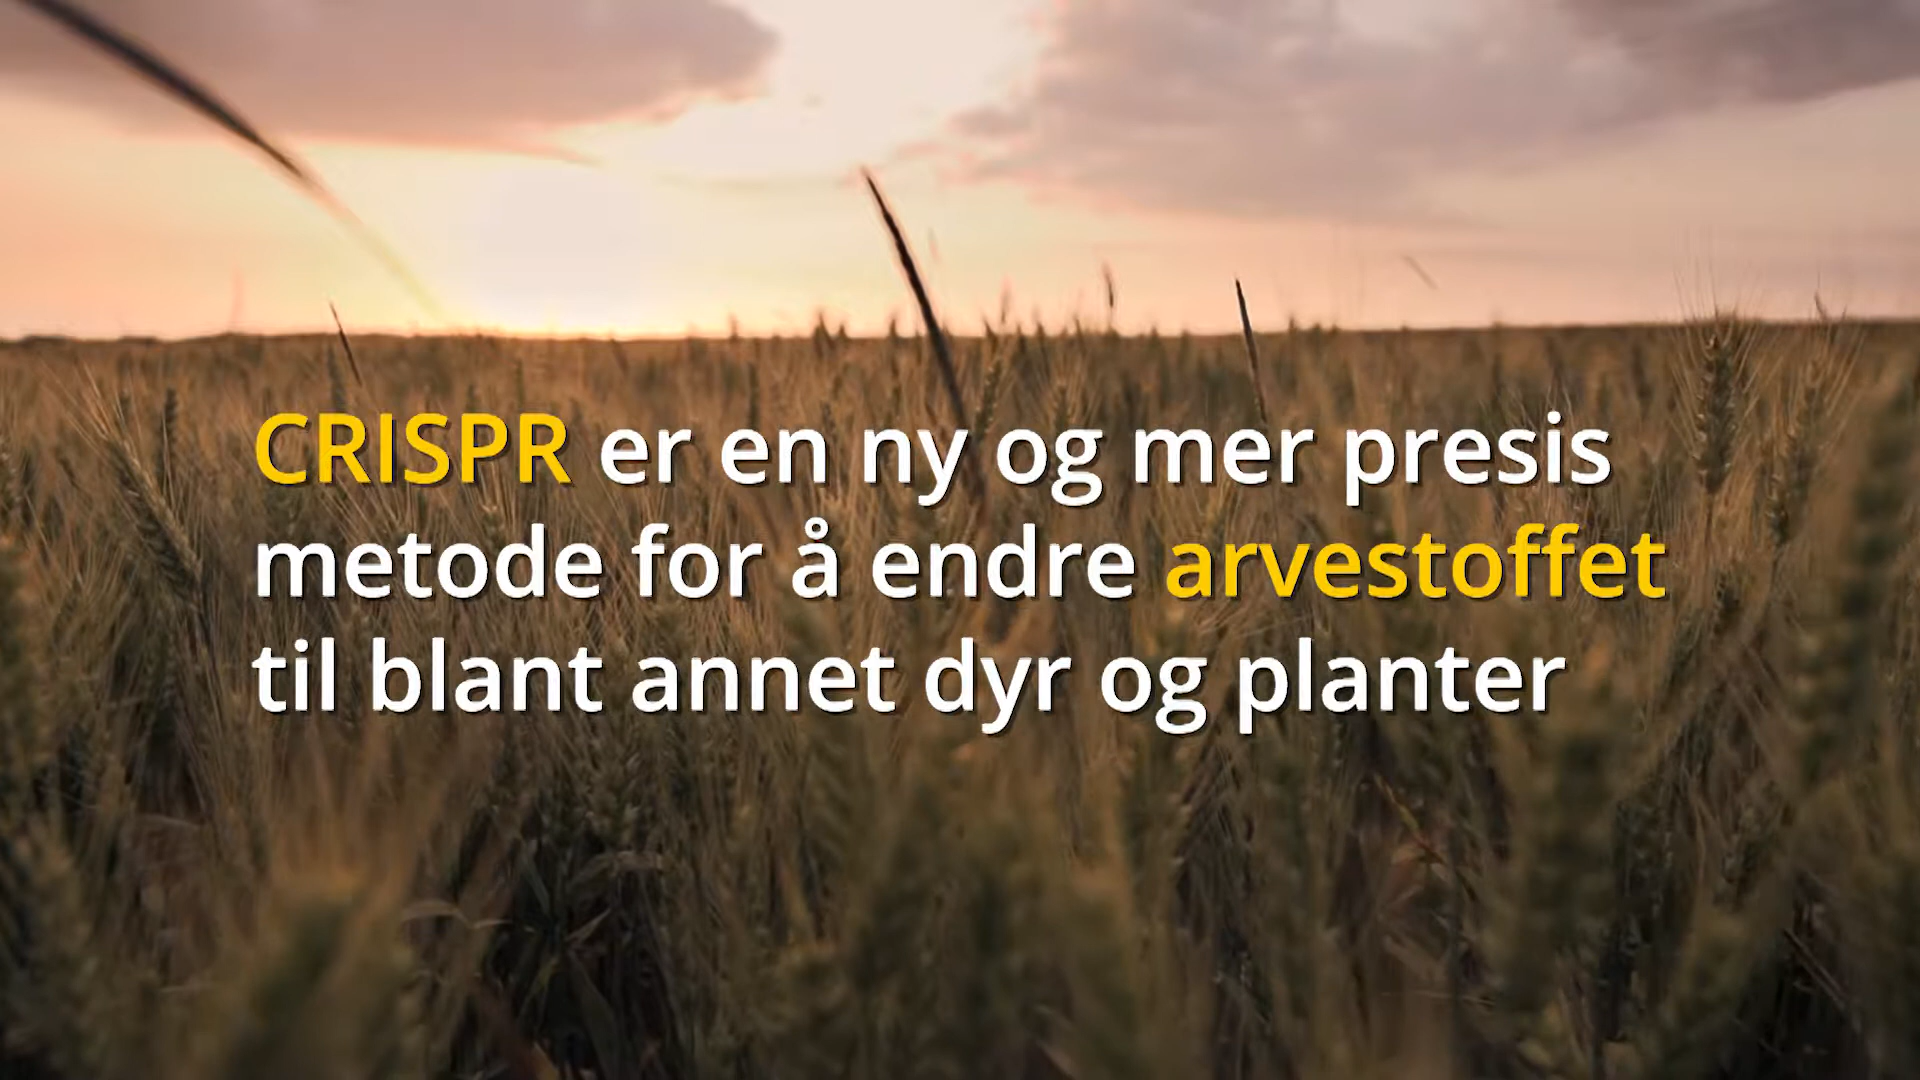 CRISPR er en ny og mer presis
metode for å endre arvestoffet
til blant annet dyr og planter